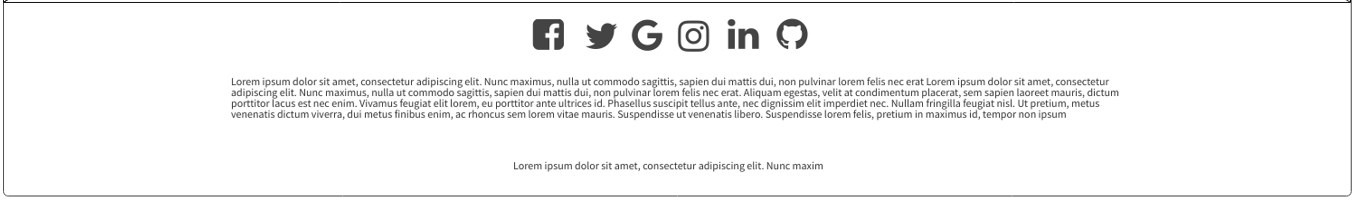 Lorem ipsum dolor sit amet, consectetur adipiscing elit. Nunc maximus, nulla ut commodo sagittis, sapien dui mattis dui, non pulvinar lorem felis nec erat Lorem ipsum dolor sit amet, consectetur
adipiscing elit. Nunc maximus, nulla ut commodo sagittis, sapien dui mattis dui, non pulvinar lorem felis nec erat. Aliquam egestas, velit at condimentum placerat, sem sapien laoreet mauris, dictum
porttitor lacus est nec enim. Vivamus feugiat elit lorem, eu porttitor ante ultrices id. Phasellus suscipit tellus ante, nec dignissim elit imperdiet nec. Nullam fringilla feugiat nisl. Ut pretium, metus
venenatis dictum viverra, dui metus finibus enim, ac rhoncus sem lorem vitae mauris. Suspendisse ut venenatis libero. Suspendisse lorem felis, pretium in maximus id, tempor non ipsum
Lorem ipsum dolor sit amet, consectetur adipiscing elit. Nunc maxim